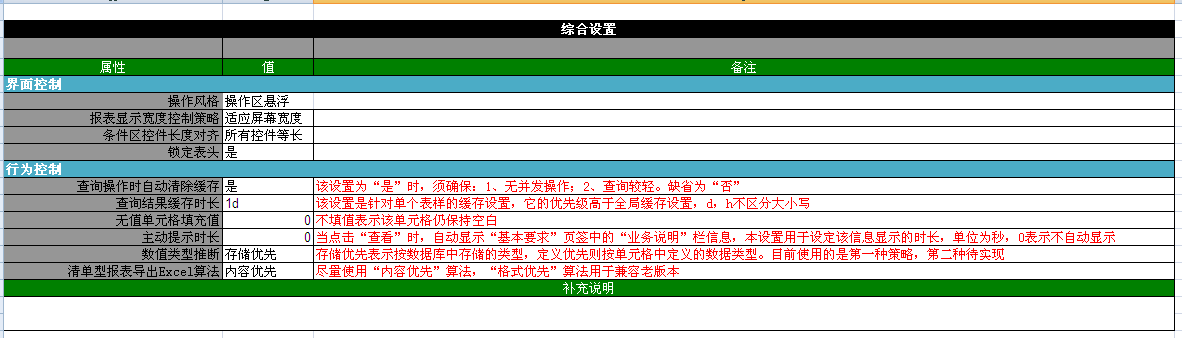 综合设置
属性 值 备注
界面控制
操作风格 操作区悬浮
报表显示宽度控制策略 适应屏幕宽度
条件区控件长度对齐 所有控件等长
锁定表头 是
行为控制
查询操作时自动清除缓存 是 该设置为“是”时，须确保：1、无并发操作；2、查询较轻。缺省为“否”
查询结果缓存时长 1d 该设置是针对单个表样的缓存设置，它的优先级高于全局缓存设置，d，h不区分大小写
无值单元格填充值 0 不填值表示该单元格仍保持空白
主动提示时长 0 当点击“查看”时，自动显示“基本要求”页签中的“业务说明”栏信息，本设置用于设定该信息显示的时长，单位为秒，0表示不自动显示
数值类型推断 存储优先 存储优先表示按数据库中存储的类型，定义优先则按单元格中定义的数据类型。目前使用的是第一种策略，第二种待实现
清单型报表导出Excel算法 内容优先 尽量使用“内容优先”算法，“格式优先”算法用于兼容老版本
补充说明